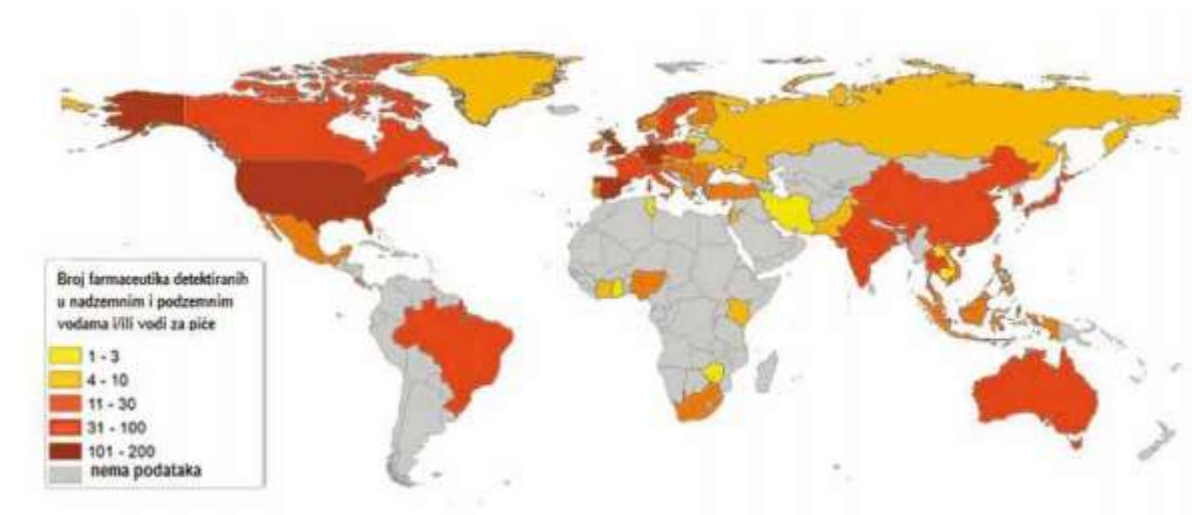 Broj farmaceutika detektiranih
u nadzemnim i podzemnim
vodama i/ili vodi za piće
1 - 3
4 - 10
11 - 30
31 - 100
101 - 200
nema podataka